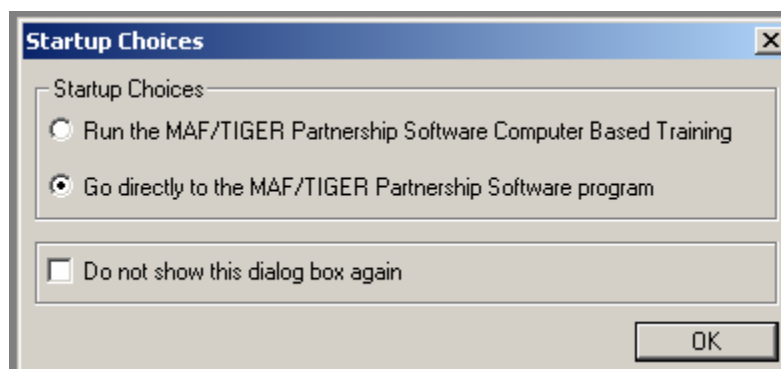 Startup Choices
Startup Choices
Run the MAF/TIGER Partnership Software Computer Based Training
Go directly to the MAF/TIGER Partnership Software program
Do not show this dialog box again
OK